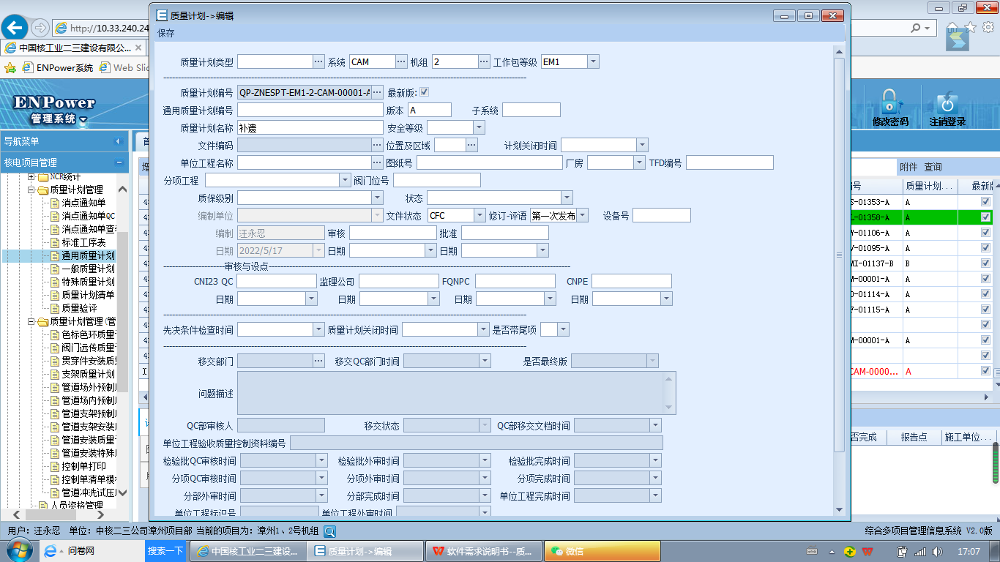 质量计划->编辑
保存
http://10.33.240.24
中国核工业二三建设有限公...
ENPower系统
Web Slic
ENPower
管理系统
修改密码
注销登录
导航菜单
核电项目管理
NCR统计
质量计划管理
消点通知单
消点通知单QC
消点通知单查看
标准工序表
通用质量计划
一般质量计划
特殊质量计划
质量计划清单
质量验评
质量计划管理(管
色标色环质量计
阀门远传质量计
贯穿件安装质量
支架质量计划
管道场外预制质
管道场内预制质
管道支架预制质
管道支架安装质
管道安装质量计
管道安装特殊质
控制单打印
控制单清单模板
管道冲洗试压质
人员资格管理
质量计划类型 系统 CAM 机组 2 工作包等级 EM1
质量计划编号 QP-ZNESPT-EM1-2-CAM-00001-A 最新版:
通用质量计划编号 版本 A 子系统
质量计划名称 补遗 安全等级
文件编码 位置及区域 计划关闭时间
单位工程名称 图纸号 厂房 TFD编号
分项工程 阀门位号
质保级别 状态
编制单位 文件状态 CFC 修订-评语 第一次发布 设备号
编制 汪永忍 审核 批准
日期 2022/5/17 日期 日期
审核与设点
CNI23 QC 监理公司 FQNPC CNPE
日期 日期 日期 日期
先决条件检查时间 质量计划关闭时间 是否带尾项
移交部门 移交QC部门时间 是否最终版
问题描述
QC部审核人 移交状态 QC部移交文档时间
单位工程验收质量控制资料编号
检验批QC审核时间 检验批外审时间 检验批完成时间
分项QC审核时间 分项外审时间 分项完成时间
分部外审时间 分部完成时间 单位工程完成时间
单位工程标识号 单位工程外审时间
附件 查询
号 质量计划... 最新版
S-01353-A A
L-01358-A A
W-01106-A A
V-01095-A A
MI-01137-B B
M-00001-A A
O-01114-A A
F-01115-A A
M-00001-A A
CAM-0000... A
否完成 报告点 施工单位...
用户: 汪永忍 单位: 中核二三公司漳州项目部 当前的项目为: 漳州1、2号机组
综合多项目管理信息系统 V2.0版
问卷网
搜索一下
中国核工业二三建...
质量计划->编辑
软件需求说明书--质...
微信
17:07